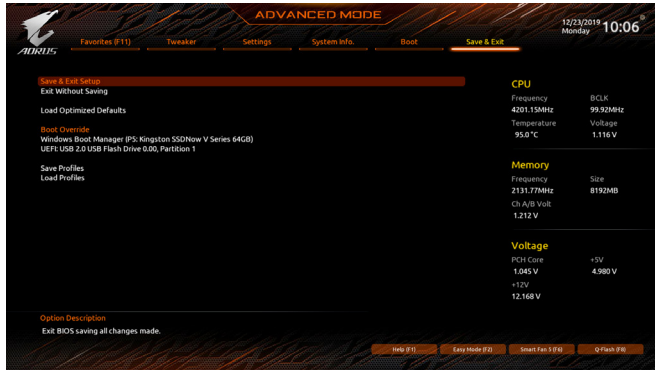 ADVANCED MODE
12/23/2019 10:06
Monday
AORUS
Favorites (F11) Tweaker Settings System Info. Boot Save & Exit
Save & Exit Setup
Exit Without Saving
Load Optimized Defaults
Boot Override
Windows Boot Manager (P5: Kingston SSDNow V Series 64GB)
UEFI: USB 2.0 USB Flash Drive 0.00, Partition 1
Save Profiles
Load Profiles
CPU
Frequency BCLK
4201.15MHz 99.92MHz
Temperature Voltage
95.0 °C 1.116 V
Memory
Frequency Size
2131.77MHz 8192MB
Ch A/B Volt
1.212 V
Voltage
PCH Core +5V
1.045 V 4.980 V
+12V
12.168 V
Option Description
Exit BIOS saving all changes made.
Help (F1) Easy Mode (F2) Smart Fan 5 (F6) Q-Flash (F8)